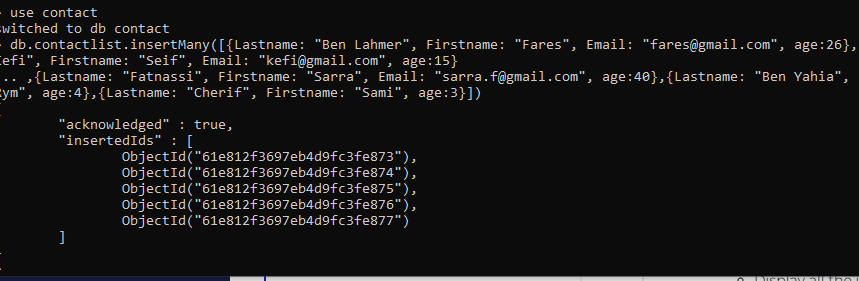 use contact
switched to db contact
db.contactlist.insertMany([{Lastname: "Ben Lahmer", Firstname: "Fares", Email: "fares@gmail.com", age:26},
Kefi", Firstname: "Seif", Email: "kefi@gmail.com", age:15}
... ,{Lastname: "Fatnassi", Firstname: "Sarra", Email: "sarra.f@gmail.com", age:40},{Lastname: "Ben Yahia",
Rym", age:4},{Lastname: "Cherif", Firstname: "Sami", age:3}])
"acknowledged" : true,
"insertedIds" : [
ObjectId("61e812f3697eb4d9fc3fe873"),
ObjectId("61e812f3697eb4d9fc3fe874"),
ObjectId("61e812f3697eb4d9fc3fe875"),
ObjectId("61e812f3697eb4d9fc3fe876"),
ObjectId("61e812f3697eb4d9fc3fe877")
]
Display all the